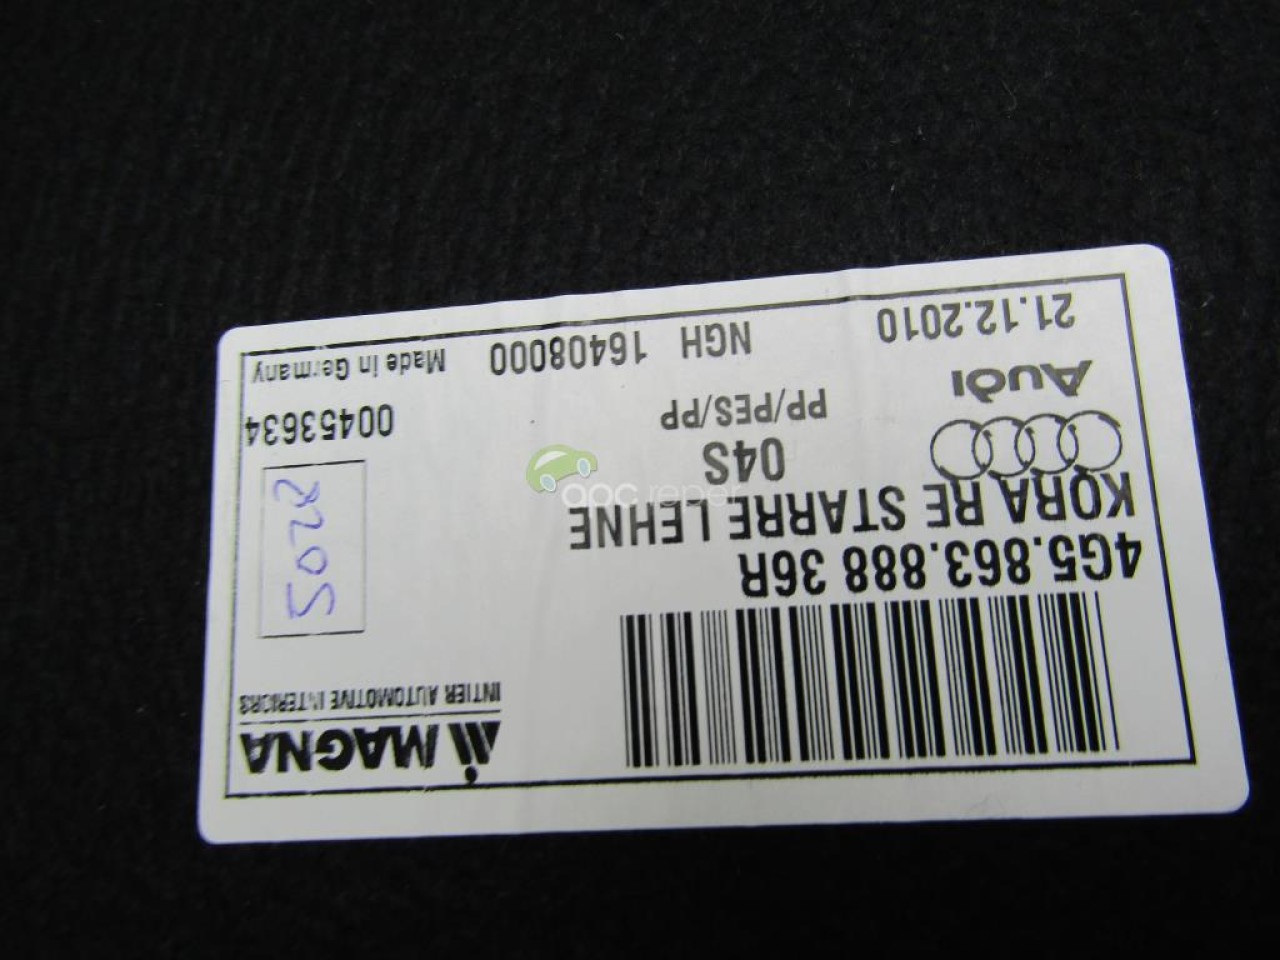 MAGNA
INTIER AUTOMOTIVE INTERIORS
4G5.863.888 36R
KORA RE STARRE LEHNE
04S
PP/PES/PP
Audi
21.12.2010
NGH 16408000
Made in Germany
00453634
apc reper